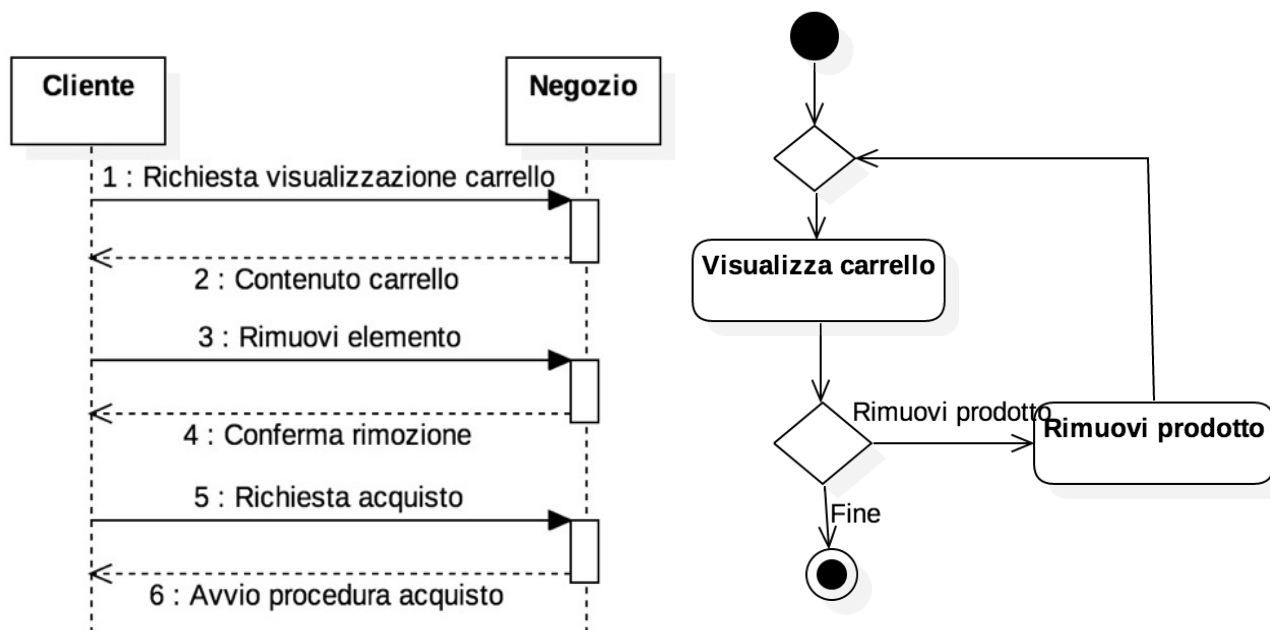 Cliente
Negozio
1 : Richiesta visualizzazione carrello
2 : Contenuto carrello
3 : Rimuovi elemento
4 : Conferma rimozione
5 : Richiesta acquisto
6 : Avvio procedura acquisto
Visualizza carrello
Rimuovi prodotto
Rimuovi prodotto
Fine